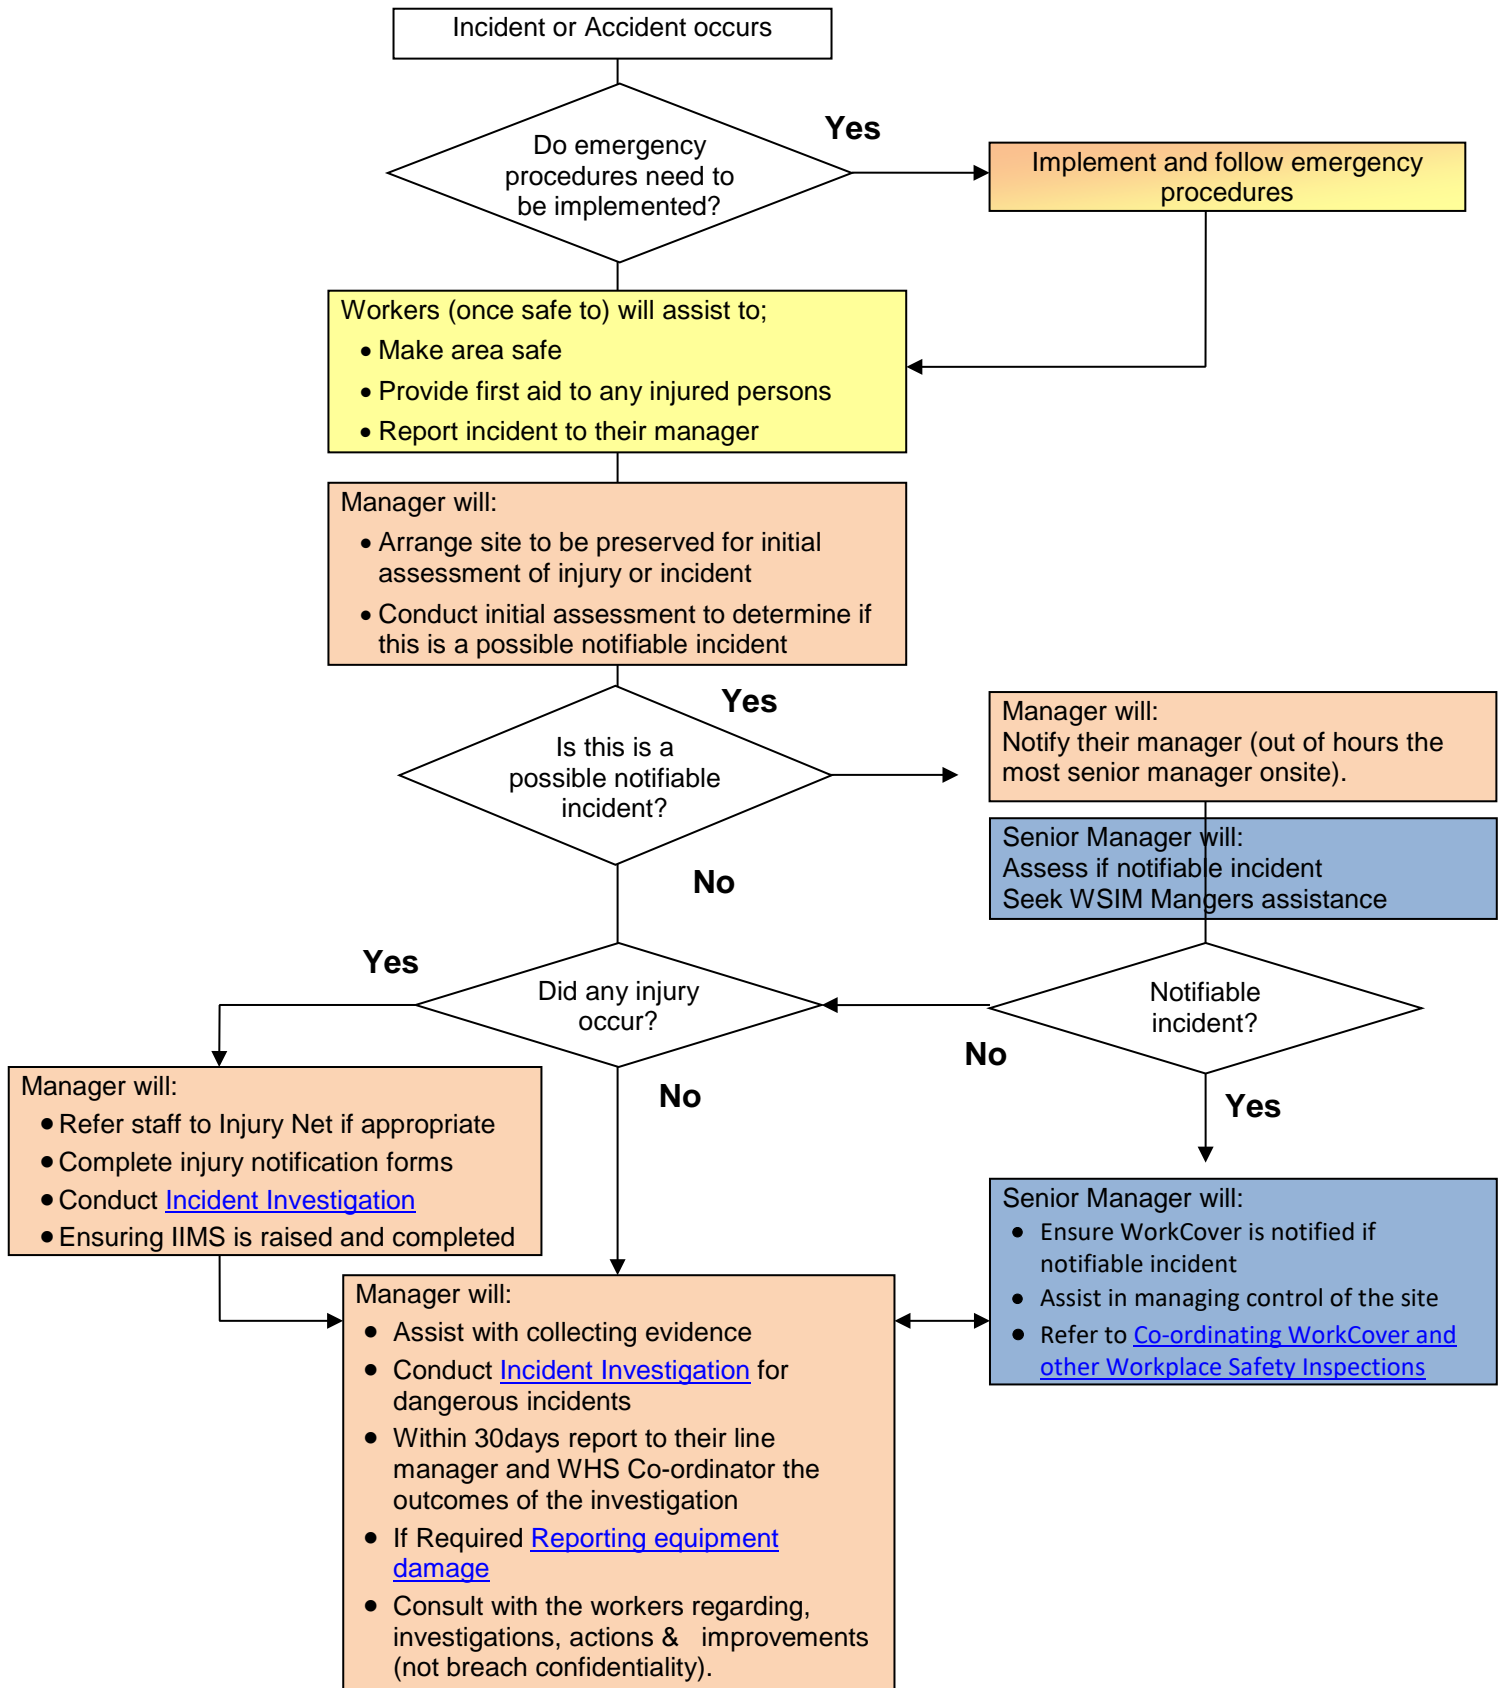 Incident or Accident occurs
Do emergency
procedures need to
be implemented?
Yes
Implement and follow emergency
procedures
Workers (once safe to) will assist to;
• Make area safe
• Provide first aid to any injured persons
• Report incident to their manager
Manager will:
• Arrange site to be preserved for initial
assessment of injury or incident
• Conduct initial assessment to determine if
this is a possible notifiable incident
Is this is a
possible notifiable
incident?
Yes
Manager will:
Notify their manager (out of hours the
most senior manager onsite).
Senior Manager will:
Assess if notifiable incident
Seek WSIM Mangers assistance
No
Yes
Did any injury
occur?
Notifiable
incident?
No
No
Yes
Manager will:
• Refer staff to Injury Net if appropriate
• Complete injury notification forms
• Conduct Incident Investigation
• Ensuring IIMS is raised and completed
Senior Manager will:
• Ensure WorkCover is notified if
notifiable incident
• Assist in managing control of the site
• Refer to Co-ordinating WorkCover and
other Workplace Safety Inspections
Manager will:
• Assist with collecting evidence
• Conduct Incident Investigation for
dangerous incidents
• Within 30days report to their line
manager and WHS Co-ordinator the
outcomes of the investigation
• If Required Reporting equipment
damage
• Consult with the workers regarding,
investigations, actions & improvements
(not breach confidentiality).